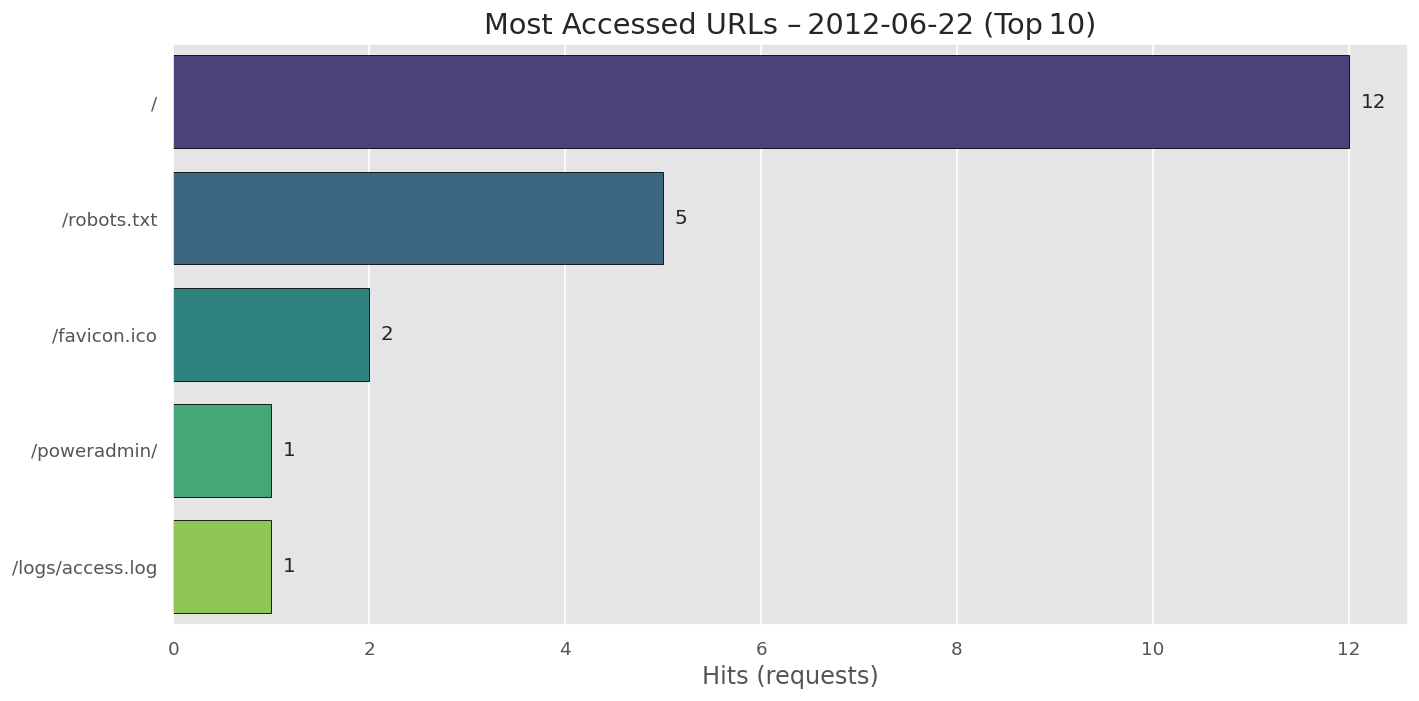 Most Accessed URLs – 2012-06-22 (Top 10)
/
12
/robots.txt
5
/favicon.ico
2
/poweradmin/
1
/logs/access.log
1
0 2 4 6 8 10 12
Hits (requests)